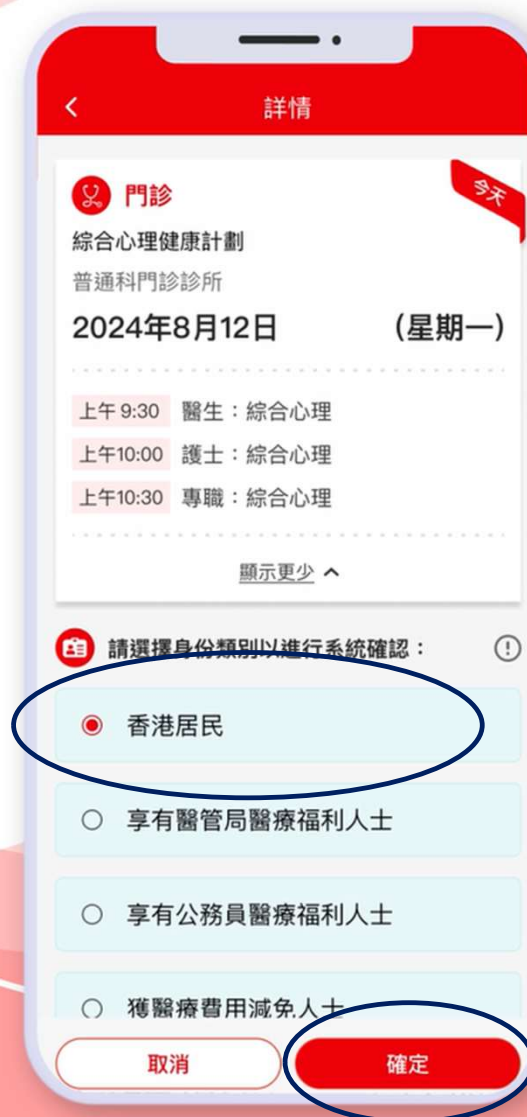 詳情
今天
門診
綜合心理健康計劃
普通科門診診所
2024年8月12日 (星期一)
上午 9:30 醫生：綜合心理
上午10:00 護士：綜合心理
上午10:30 專職：綜合心理
顯示更少
請選擇身份類別以進行系統確認：
香港居民
享有醫管局醫療福利人士
享有公務員醫療福利人士
獲醫療費用減免人士
取消 確定